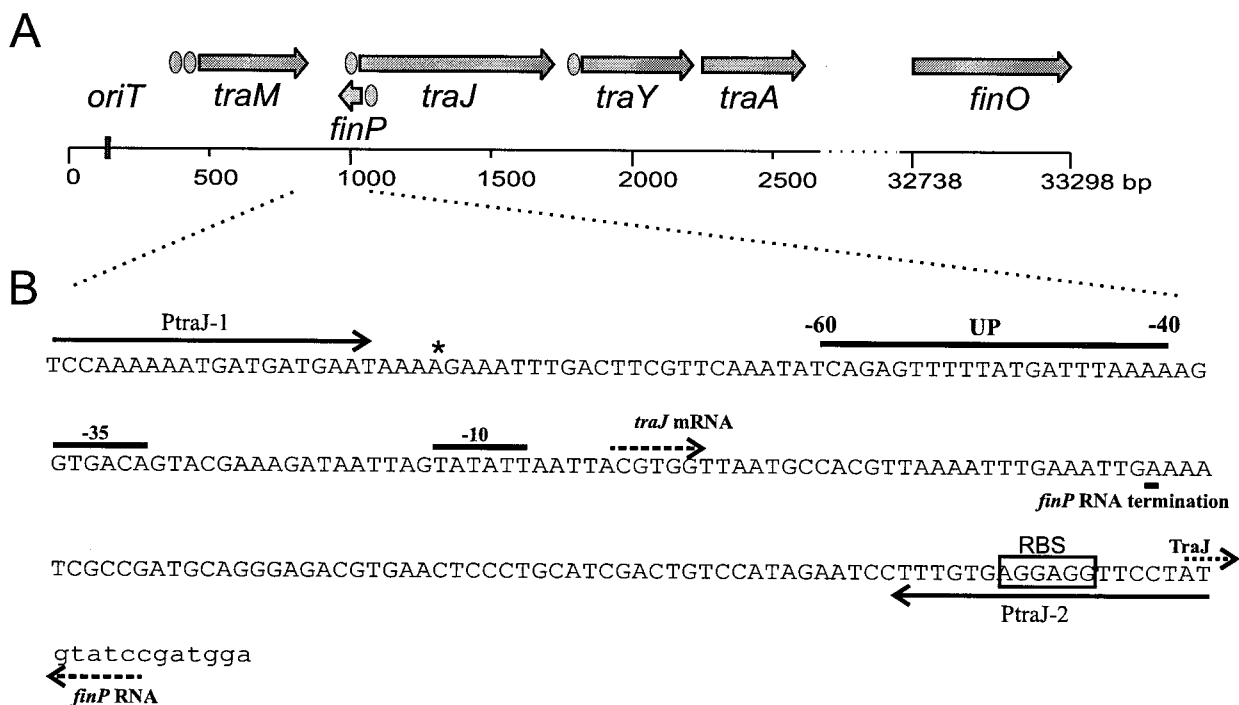 A
oriT traM traJ traY traA finO
finP
0 500 1000 1500 2000 2500 32738 33298 bp
B
PtraJ-1 * -60 UP -40
TCCAAAAAATGATGATGAATAAAAGAAATTTGACTTCGTTCAAATATCAGAGTTTTTATGATTTAAAAAG
-35 -10 traJ mRNA
GTGACAGTACGAAAGATAATTAGTATATTAATTACGTGGTTAATGCCACGTTAAAATTTGAAATTGAAAA
finP RNA termination
RBS TraJ
TCGCCGATGCAGGGAGACGTGAACTCCCTGCATCGACTGTCCATAGAATCCTTTGTGAGGAGGTTCCTAT
PtraJ-2
gtatccgatgga
finP RNA